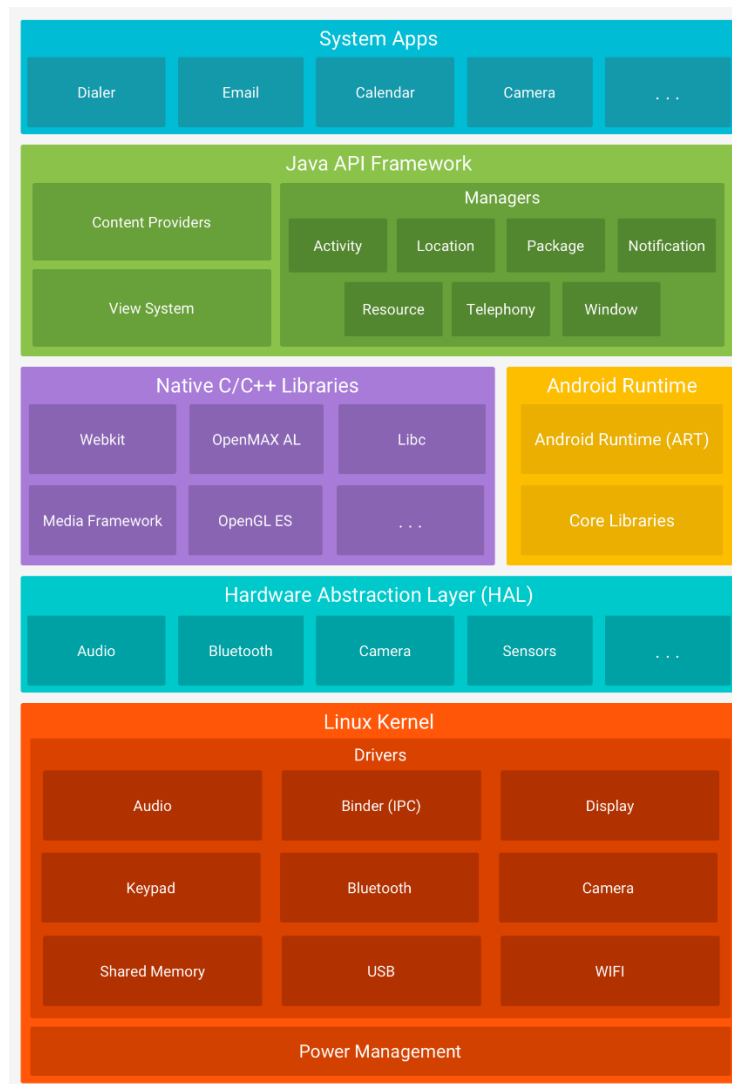 System Apps
Dialer
Email
Calendar
Camera
. . .
Java API Framework
Content Providers
View System
Managers
Activity
Location
Package
Notification
Resource
Telephony
Window
Native C/C++ Libraries
Webkit
OpenMAX AL
Libc
Media Framework
OpenGL ES
. . .
Android Runtime
Android Runtime (ART)
Core Libraries
Hardware Abstraction Layer (HAL)
Audio
Bluetooth
Camera
Sensors
. . .
Linux Kernel
Drivers
Audio
Binder (IPC)
Display
Keypad
Bluetooth
Camera
Shared Memory
USB
WIFI
Power Management